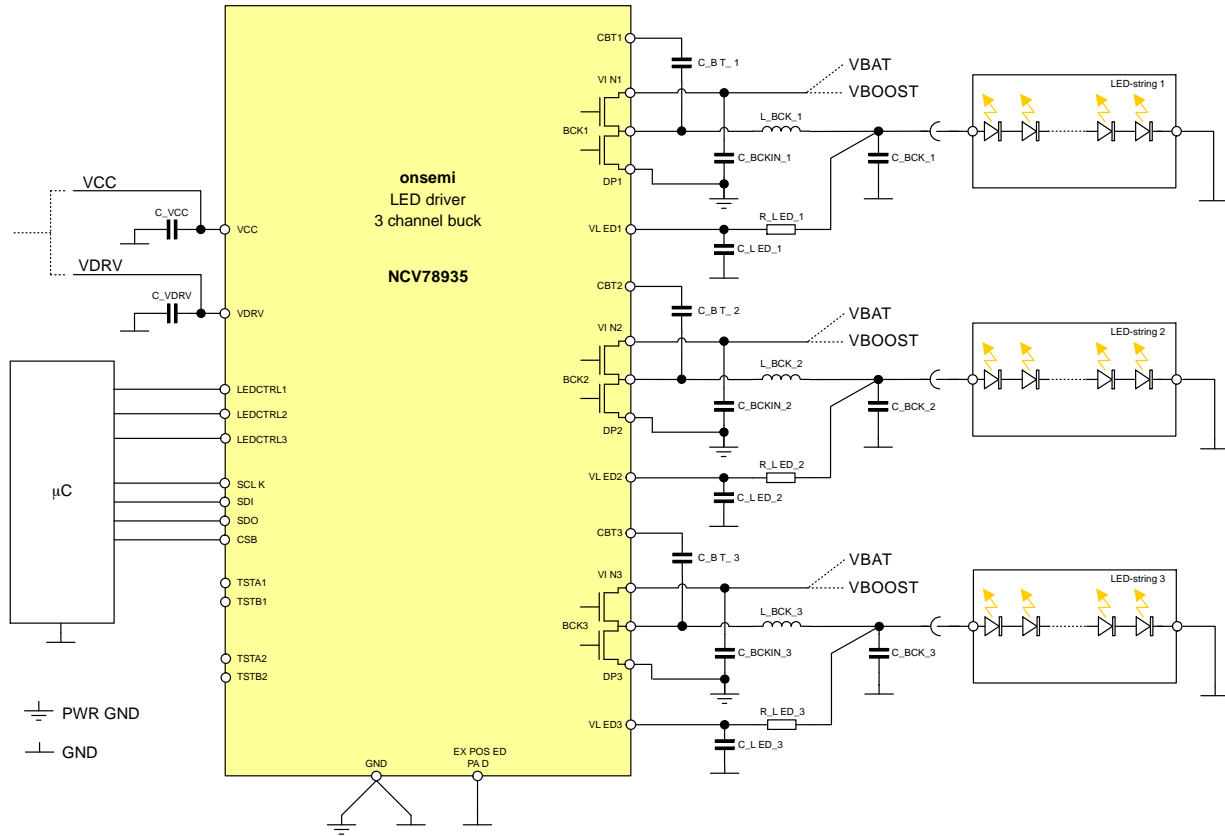 onsemi
LED driver
3 channel buck
NCV78935
VCC
C_VCC
VCC
VDRV
C_VDRV
VDRV
µC
LEDCTRL1
LEDCTRL2
LEDCTRL3
SCL K
SDI
SDO
CSB
TSTA1
TSTB1
TSTA2
TSTB2
PWR GND
GND
GND
EX POS ED
PA D
CBT1
C_B T_ 1
VI N1
VBAT
VBOOST
BCK1
L_BCK_1
C_BCKIN_1
C_BCK_1
DP1
VL ED1
R_L ED_1
C_L ED_1
LED-string 1
CBT2
C_B T_ 2
VI N2
VBAT
VBOOST
BCK2
L_BCK_2
C_BCKIN_2
C_BCK_2
DP2
VL ED2
R_L ED_2
C_L ED_2
LED-string 2
CBT3
C_B T_ 3
VI N3
VBAT
VBOOST
BCK3
L_BCK_3
C_BCKIN_3
C_BCK_3
DP3
VL ED3
R_L ED_3
C_L ED_3
LED-string 3